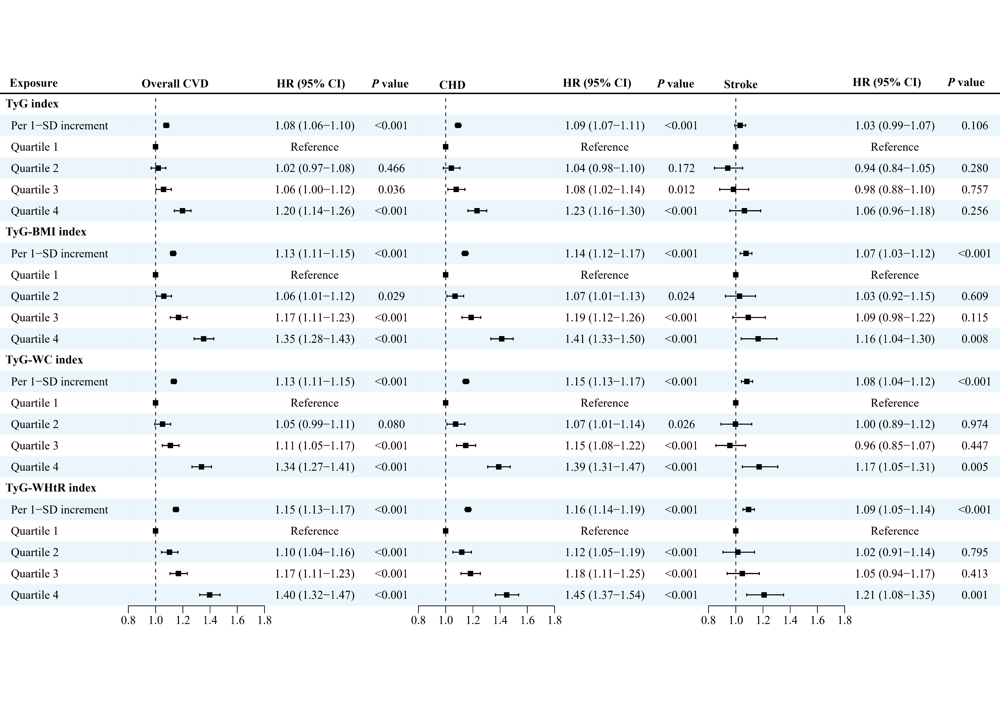 Exposure Overall CVD HR (95% CI) P value CHD HR (95% CI) P value Stroke HR (95% CI) P value
TyG index
Per 1−SD increment 1.08 (1.06−1.10) <0.001 1.09 (1.07−1.11) <0.001 1.03 (0.99−1.07) 0.106
Quartile 1 Reference Reference Reference
Quartile 2 1.02 (0.97−1.08) 0.466 1.04 (0.98−1.10) 0.172 0.94 (0.84−1.05) 0.280
Quartile 3 1.06 (1.00−1.12) 0.036 1.08 (1.02−1.14) 0.012 0.98 (0.88−1.10) 0.757
Quartile 4 1.20 (1.14−1.26) <0.001 1.23 (1.16−1.30) <0.001 1.06 (0.96−1.18) 0.256
TyG-BMI index
Per 1−SD increment 1.13 (1.11−1.15) <0.001 1.14 (1.12−1.17) <0.001 1.07 (1.03−1.12) <0.001
Quartile 1 Reference Reference Reference
Quartile 2 1.06 (1.01−1.12) 0.029 1.07 (1.01−1.13) 0.024 1.03 (0.92−1.15) 0.609
Quartile 3 1.17 (1.11−1.23) <0.001 1.19 (1.12−1.26) <0.001 1.09 (0.98−1.22) 0.115
Quartile 4 1.35 (1.28−1.43) <0.001 1.41 (1.33−1.50) <0.001 1.16 (1.04−1.30) 0.008
TyG-WC index
Per 1−SD increment 1.13 (1.11−1.15) <0.001 1.15 (1.13−1.17) <0.001 1.08 (1.04−1.12) <0.001
Quartile 1 Reference Reference Reference
Quartile 2 1.05 (0.99−1.11) 0.080 1.07 (1.01−1.14) 0.026 1.00 (0.89−1.12) 0.974
Quartile 3 1.11 (1.05−1.17) <0.001 1.15 (1.08−1.22) <0.001 0.96 (0.85−1.07) 0.447
Quartile 4 1.34 (1.27−1.41) <0.001 1.39 (1.31−1.47) <0.001 1.17 (1.05−1.31) 0.005
TyG-WHtR index
Per 1−SD increment 1.15 (1.13−1.17) <0.001 1.16 (1.14−1.19) <0.001 1.09 (1.05−1.14) <0.001
Quartile 1 Reference Reference Reference
Quartile 2 1.10 (1.04−1.16) <0.001 1.12 (1.05−1.19) <0.001 1.02 (0.91−1.14) 0.795
Quartile 3 1.17 (1.11−1.23) <0.001 1.18 (1.11−1.25) <0.001 1.05 (0.94−1.17) 0.413
Quartile 4 1.40 (1.32−1.47) <0.001 1.45 (1.37−1.54) <0.001 1.21 (1.08−1.35) 0.001
0.8 1.0 1.2 1.4 1.6 1.8 0.8 1.0 1.2 1.4 1.6 1.8 0.8 1.0 1.2 1.4 1.6 1.8